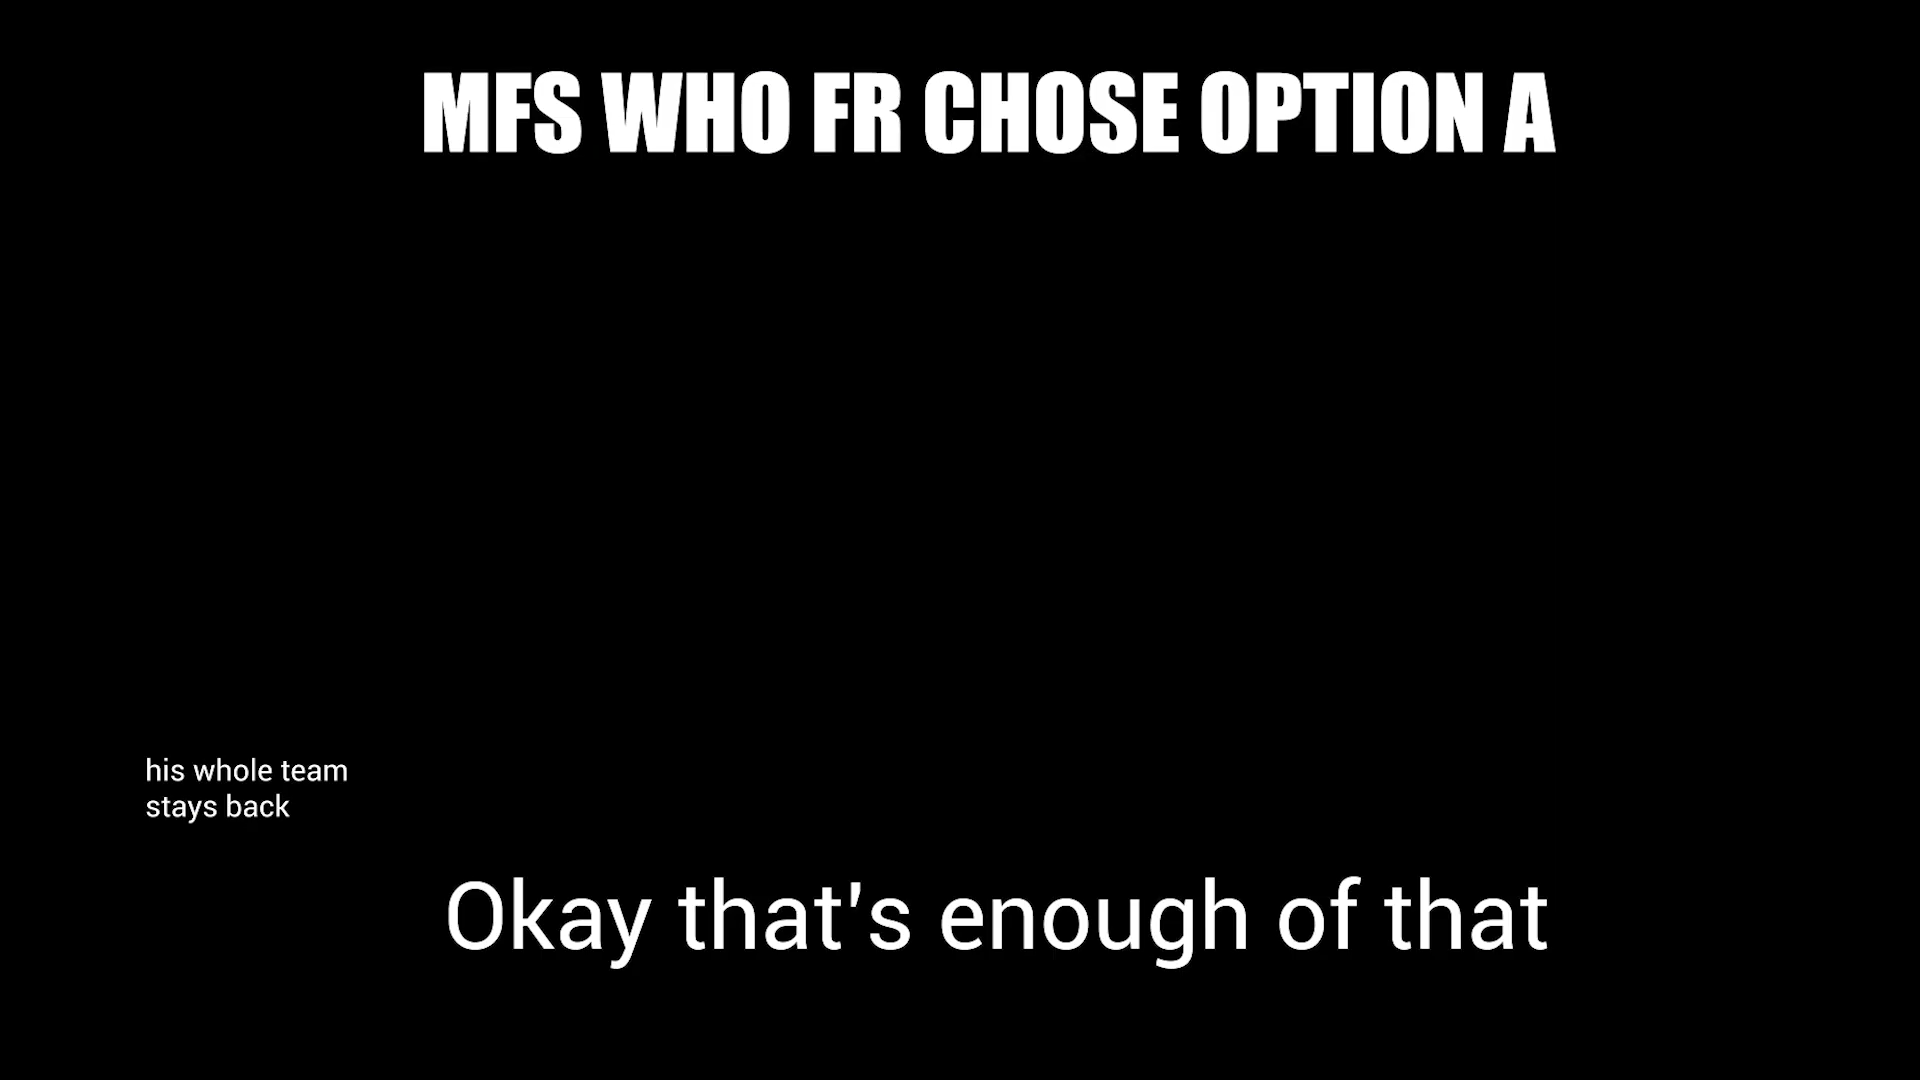 MFS WHO FR CHOSE OPTION A
his whole team
stays back
Okay that's enough of that